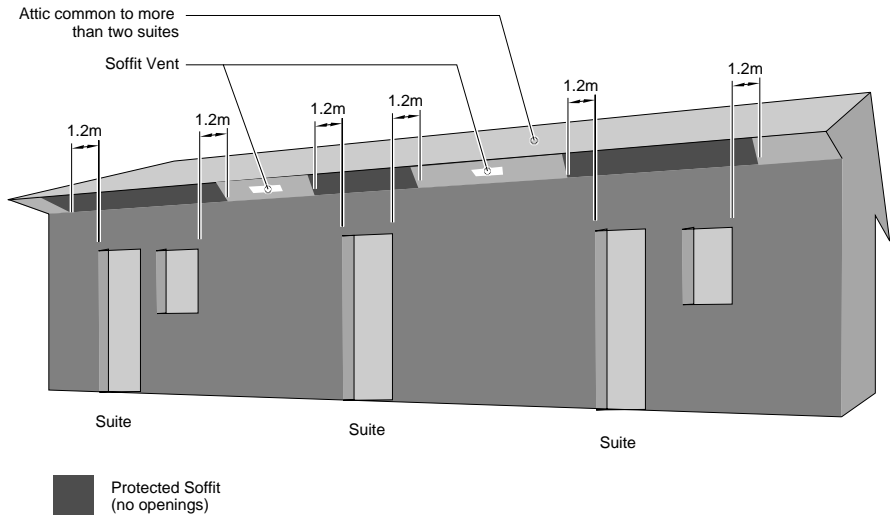 Attic common to more
than two suites
Soffit Vent
1.2m
1.2m
1.2m
1.2m
1.2m
1.2m
Suite
Suite
Suite
Protected Soffit
(no openings)